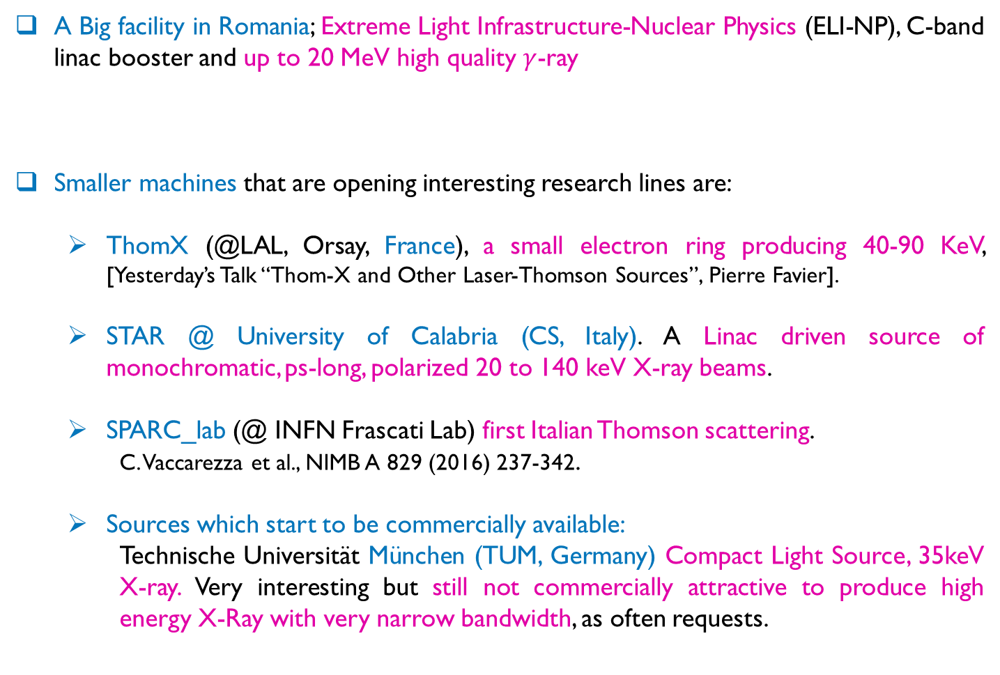 ❑ A Big facility in Romania; Extreme Light Infrastructure-Nuclear Physics (ELI-NP), C-band
linac booster and up to 20 MeV high quality γ-ray
❑ Smaller machines that are opening interesting research lines are:
➢ ThomX (@LAL, Orsay, France), a small electron ring producing 40-90 KeV,
[Yesterday’s Talk “Thom-X and Other Laser-Thomson Sources”, Pierre Favier].
➢ STAR @ University of Calabria (CS, Italy). A Linac driven source of
monochromatic, ps-long, polarized 20 to 140 keV X-ray beams.
➢ SPARC_lab (@ INFN Frascati Lab) first Italian Thomson scattering.
C. Vaccarezza et al., NIMB A 829 (2016) 237-342.
➢ Sources which start to be commercially available:
Technische Universität München (TUM, Germany) Compact Light Source, 35keV
X-ray. Very interesting but still not commercially attractive to produce high
energy X-Ray with very narrow bandwidth, as often requests.